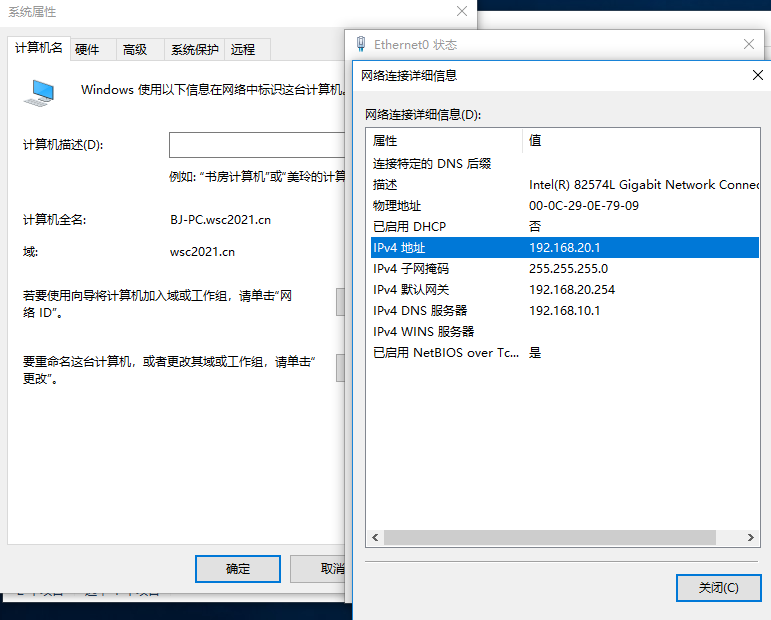 系统属性
计算机名 硬件 高级 系统保护 远程
Windows 使用以下信息在网络中标识这台计算机。
计算机描述(D):
例如: "书房计算机"或"美玲的计算
计算机全名: BJ-PC.wsc2021.cn
域: wsc2021.cn
若要使用向导将计算机加入域或工作组，请单击"网
络 ID"。
要重命名这台计算机，或者更改其域或工作组，请单击"
更改"。
确定 取消
Ethernet0 状态
网络连接详细信息
网络连接详细信息(D):
属性 值
连接特定的 DNS 后缀
描述 Intel(R) 82574L Gigabit Network Connec
物理地址 00-0C-29-0E-79-09
已启用 DHCP 否
IPv4 地址 192.168.20.1
IPv4 子网掩码 255.255.255.0
IPv4 默认网关 192.168.20.254
IPv4 DNS 服务器 192.168.10.1
IPv4 WINS 服务器
已启用 NetBIOS over Tc... 是
关闭(C)